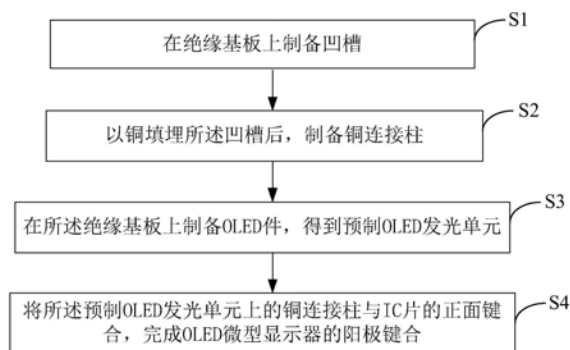 S1
在绝缘基板上制备凹槽
S2
以铜填埋所述凹槽后，制备铜连接柱
S3
在所述绝缘基板上制备OLED件，得到预制OLED发光单元
S4
将所述预制OLED发光单元上的铜连接柱与IC片的正面键
合，完成OLED微型显示器的阳极键合